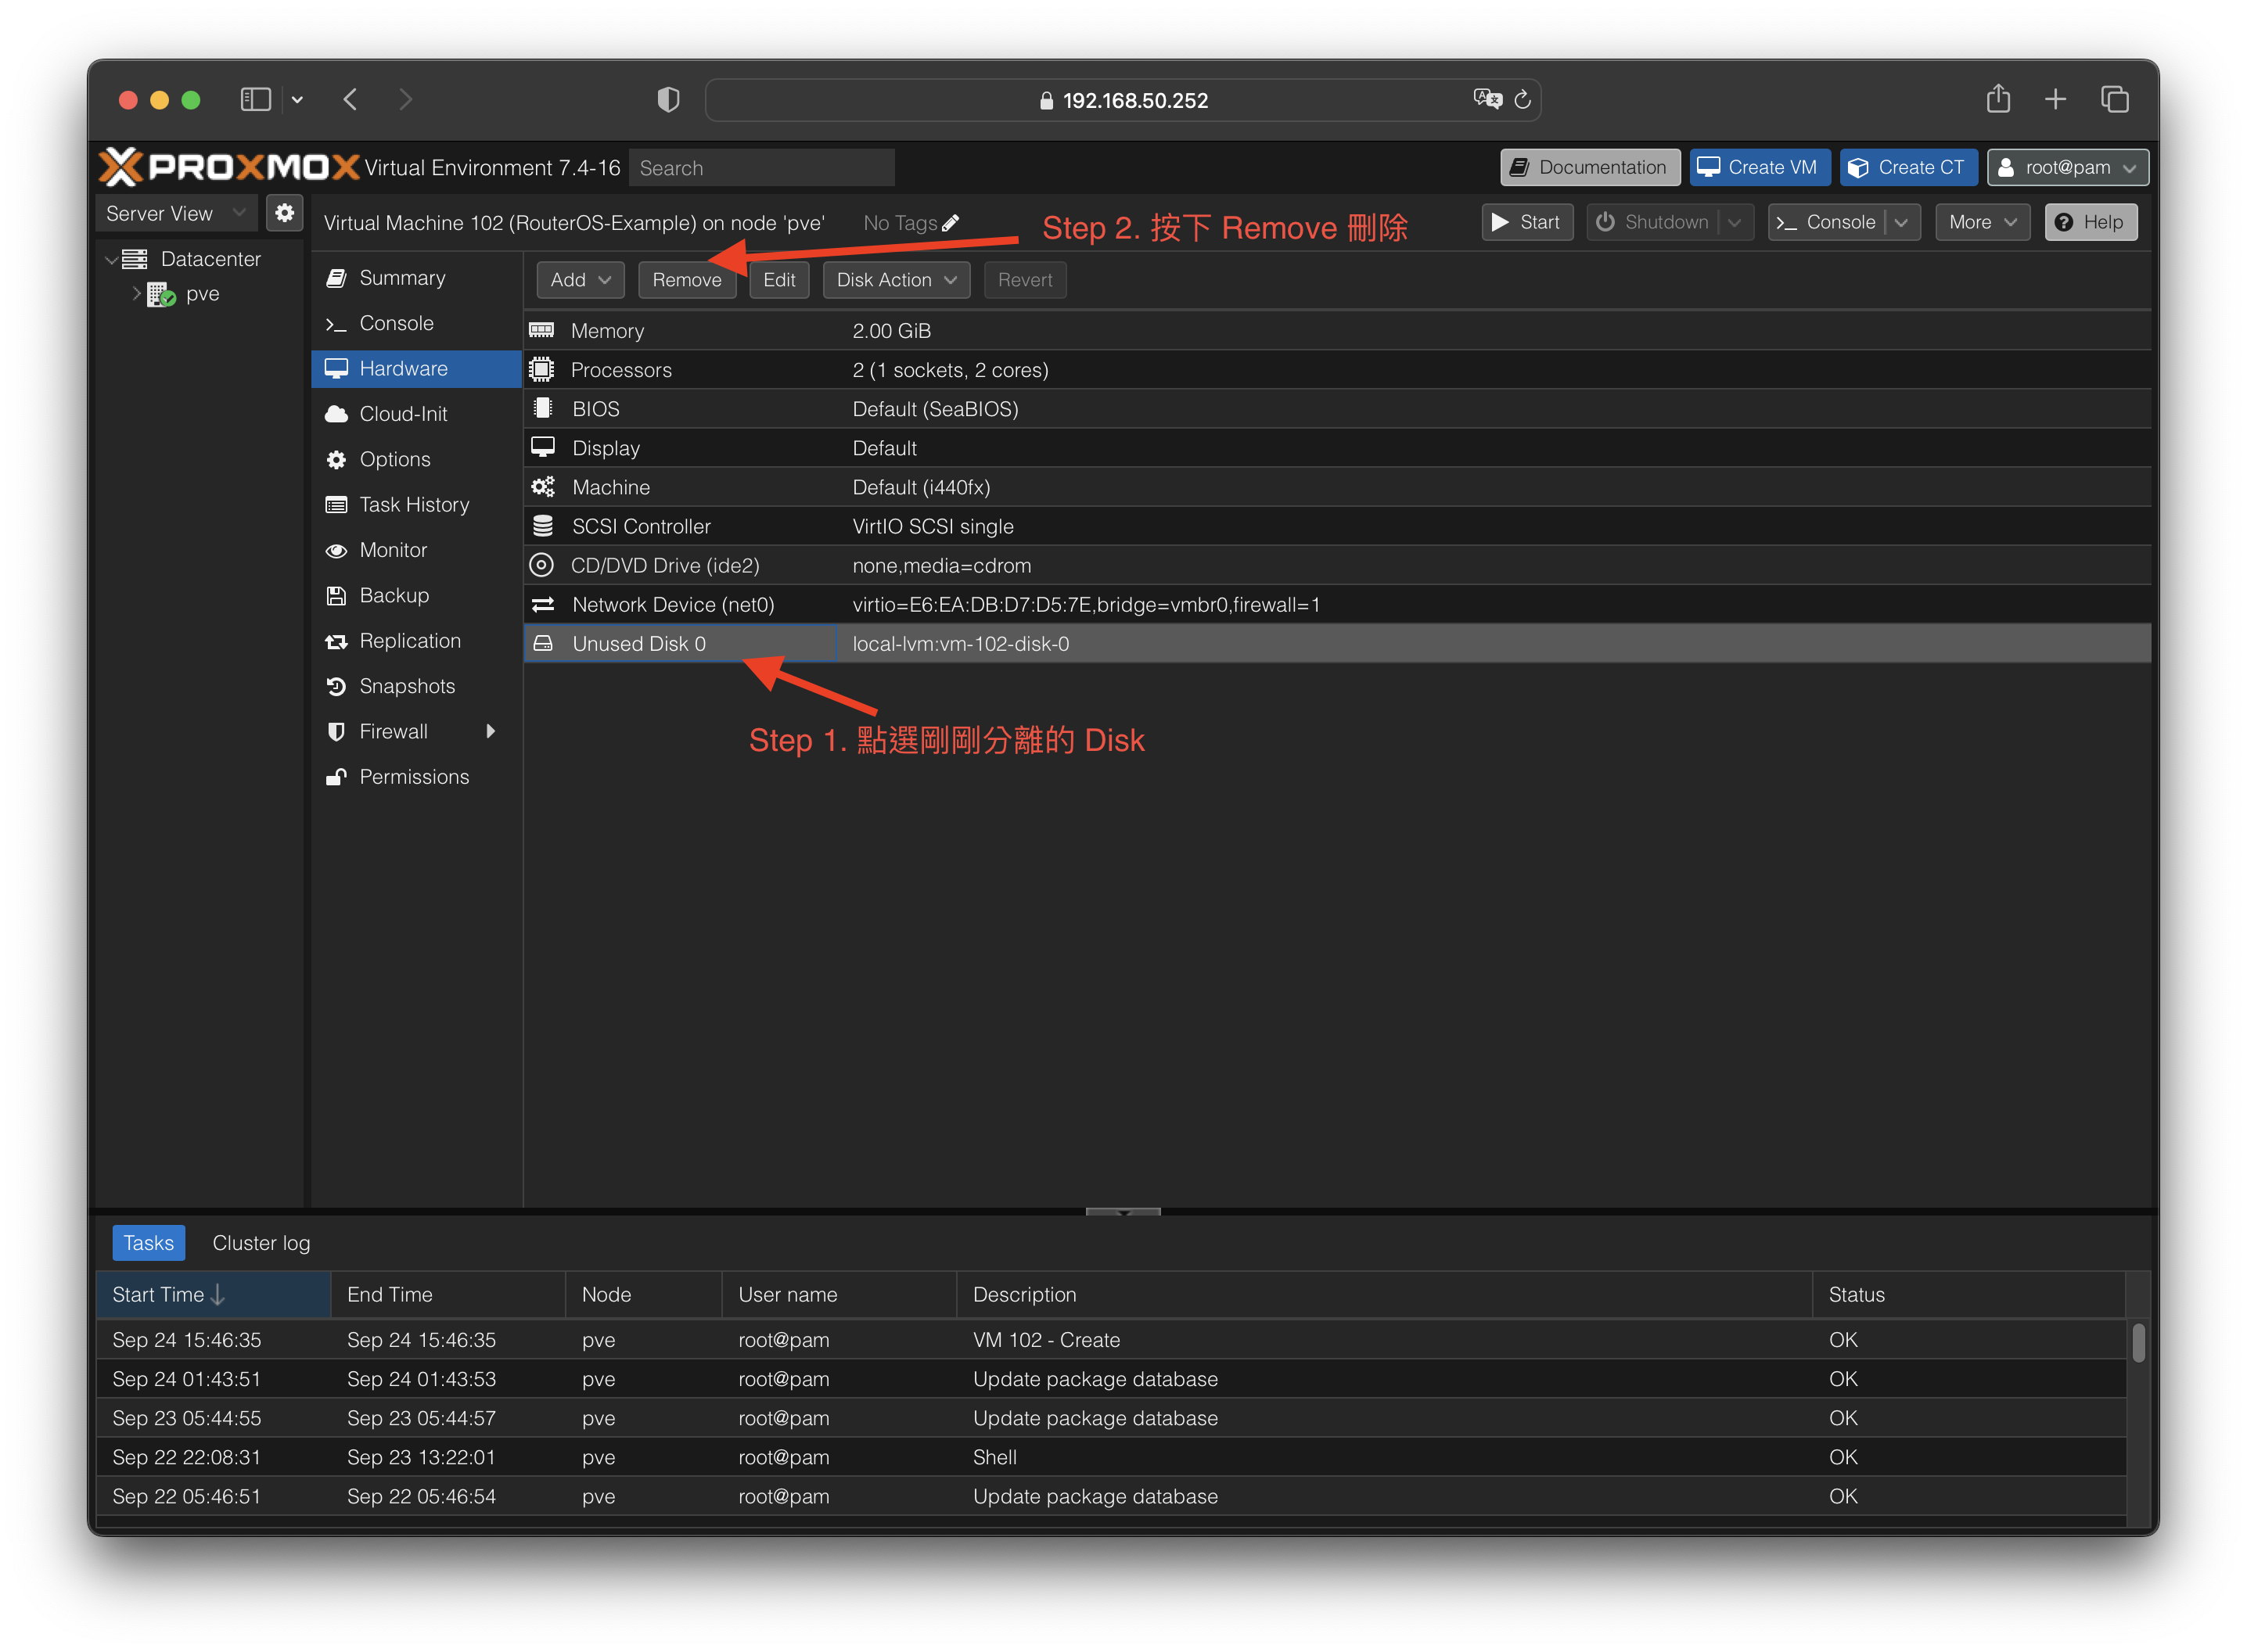 192.168.50.252
PROXMOX Virtual Environment 7.4-16 Search Documentation Create VM Create CT root@pam
Server View
Virtual Machine 102 (RouterOS-Example) on node 'pve' No Tags Start Shutdown Console More Help
Step 2. 按下 Remove 刪除
Datacenter
pve
Summary
Console
Hardware
Cloud-Init
Options
Task History
Monitor
Backup
Replication
Snapshots
Firewall
Permissions
Add Remove Edit Disk Action Revert
Memory 2.00 GiB
Processors 2 (1 sockets, 2 cores)
BIOS Default (SeaBIOS)
Display Default
Machine Default (i440fx)
SCSI Controller VirtIO SCSI single
CD/DVD Drive (ide2) none,media=cdrom
Network Device (net0) virtio=E6:EA:DB:D7:D5:7E,bridge=vmbr0,firewall=1
Unused Disk 0 local-lvm:vm-102-disk-0
Step 1. 點選剛剛分離的 Disk
Tasks Cluster log
Start Time End Time Node User name Description Status
Sep 24 15:46:35 Sep 24 15:46:35 pve root@pam VM 102 - Create OK
Sep 24 01:43:51 Sep 24 01:43:53 pve root@pam Update package database OK
Sep 23 05:44:55 Sep 23 05:44:57 pve root@pam Update package database OK
Sep 22 22:08:31 Sep 23 13:22:01 pve root@pam Shell OK
Sep 22 05:46:51 Sep 22 05:46:54 pve root@pam Update package database OK